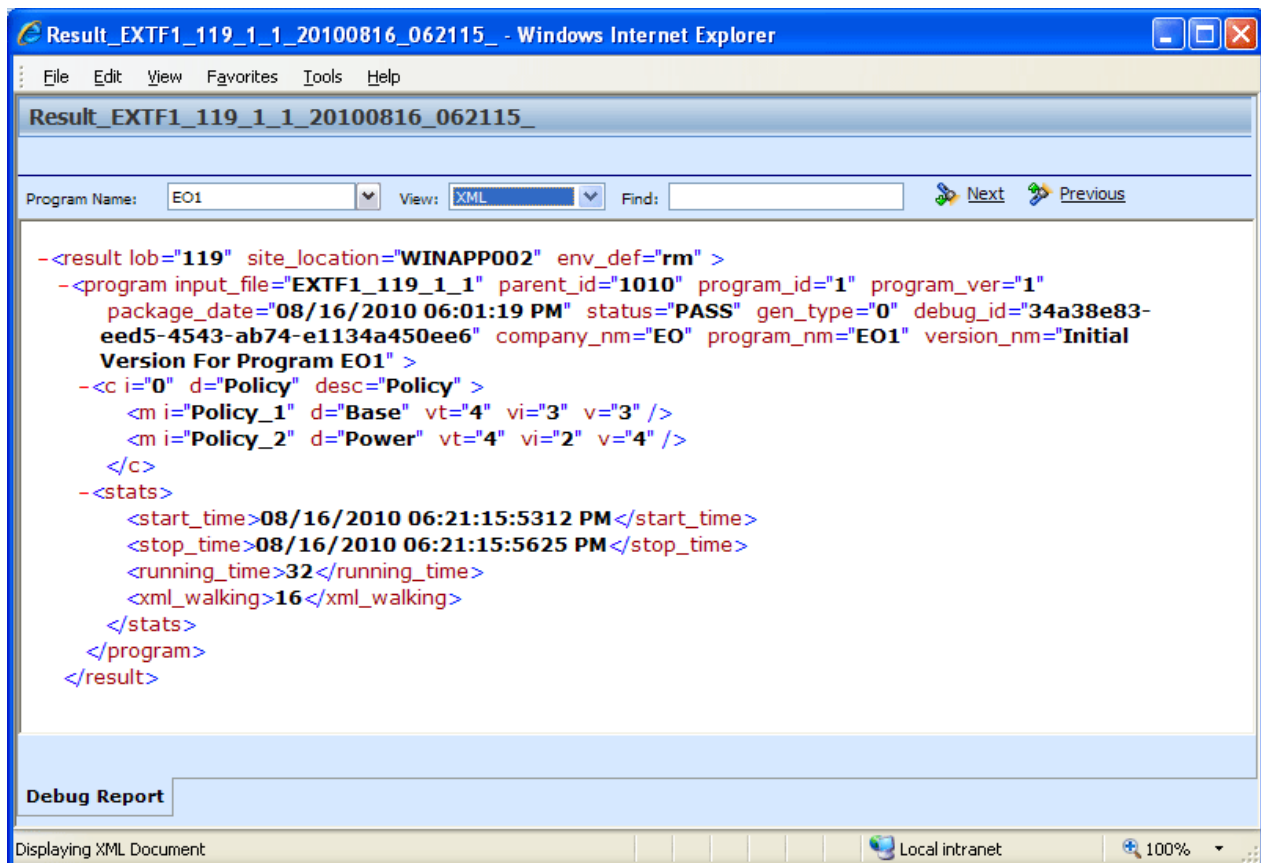 Result_EXTF1_119_1_1_20100816_062115_ - Windows Internet Explorer
File Edit View Favorites Tools Help
Result_EXTF1_119_1_1_20100816_062115_
Program Name: EO1 View: XML Find: Next Previous
-<result lob="119" site_location="WINAPP002" env_def="rm" >
-<program input_file="EXTF1_119_1_1" parent_id="1010" program_id="1" program_ver="1"
package_date="08/16/2010 06:01:19 PM" status="PASS" gen_type="0" debug_id="34a38e83-
eed5-4543-ab74-e1134a450ee6" company_nm="EO" program_nm="EO1" version_nm="Initial
Version For Program EO1" >
-<c i="0" d="Policy" desc="Policy" >
<m i="Policy_1" d="Base" vt="4" vi="3" v="3" />
<m i="Policy_2" d="Power" vt="4" vi="2" v="4" />
</c>
-<stats>
<start_time>08/16/2010 06:21:15:5312 PM</start_time>
<stop_time>08/16/2010 06:21:15:5625 PM</stop_time>
<running_time>32</running_time>
<xml_walking>16</xml_walking>
</stats>
</program>
</result>
Debug Report
Displaying XML Document Local intranet 100%